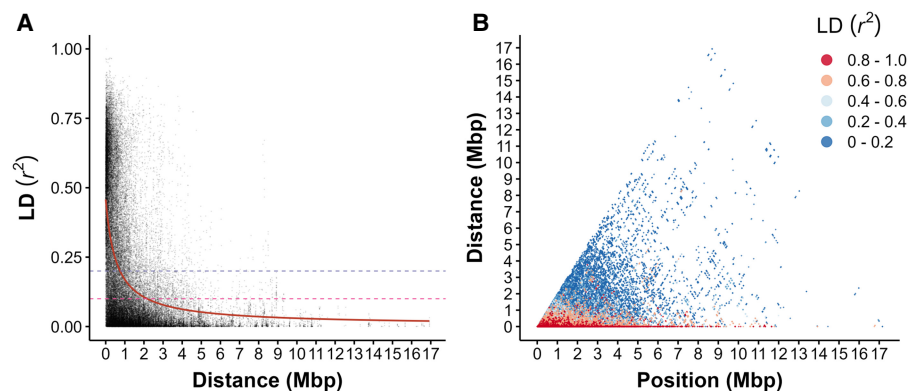 A
1.00
0.75
0.50
0.25
0.00
LD (r²)
0 1 2 3 4 5 6 7 8 9 10 11 12 13 14 15 16 17
Distance (Mbp)
B
17
16
15
14
13
12
11
10
9
8
7
6
5
4
3
2
1
0
Distance (Mbp)
0 1 2 3 4 5 6 7 8 9 10 11 12 13 14 15 16 17
Position (Mbp)
LD (r²)
0.8 - 1.0
0.6 - 0.8
0.4 - 0.6
0.2 - 0.4
0 - 0.2